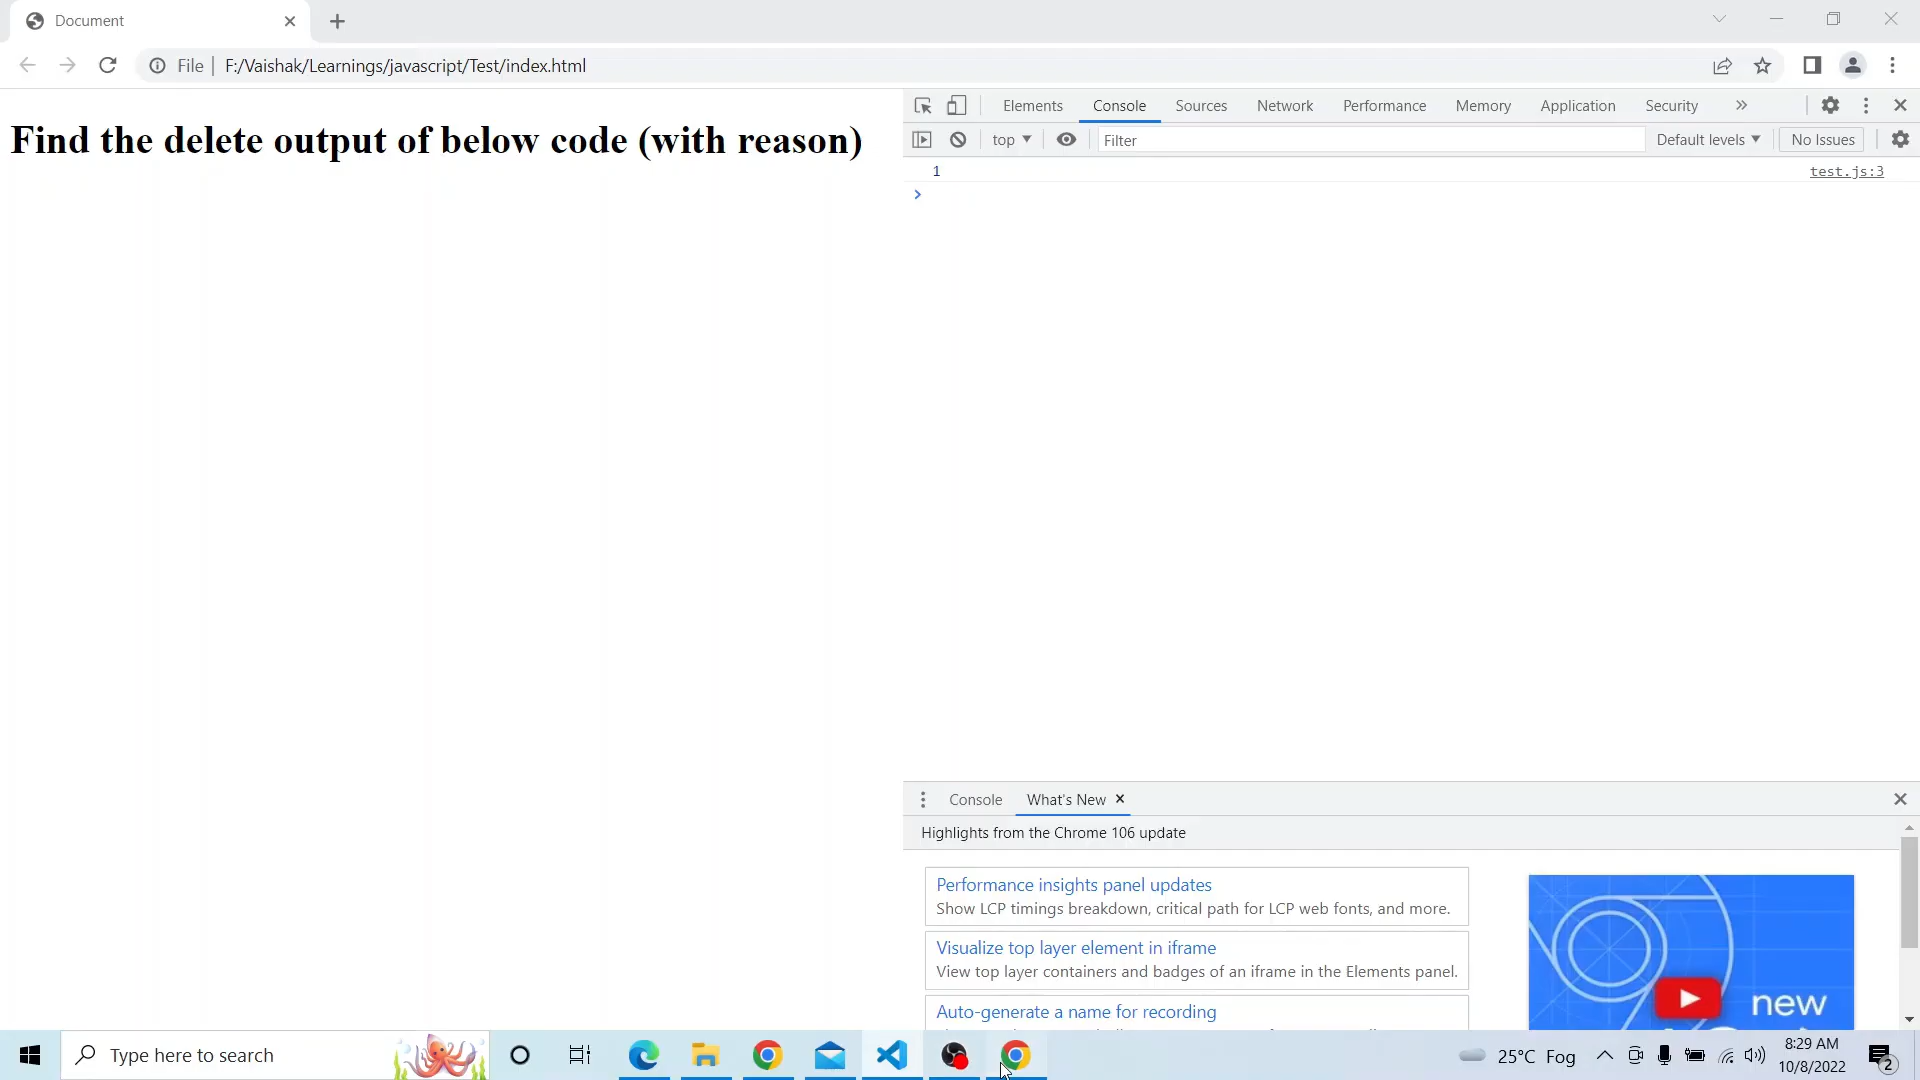 Document
File
F:/Vaishak/Learnings/javascript/Test/index.html
Find the delete output of below code (with reason)
Elements Console Sources Network Performance Memory Application Security
top Filter Default levels No Issues
1 test.js:3
Console What's New
Highlights from the Chrome 106 update
Performance insights panel updates
Show LCP timings breakdown, critical path for LCP web fonts, and more.
Visualize top layer element in iframe
View top layer containers and badges of an iframe in the Elements panel.
Auto-generate a name for recording
new
Type here to search
25°C Fog
8:29 AM
10/8/2022
2